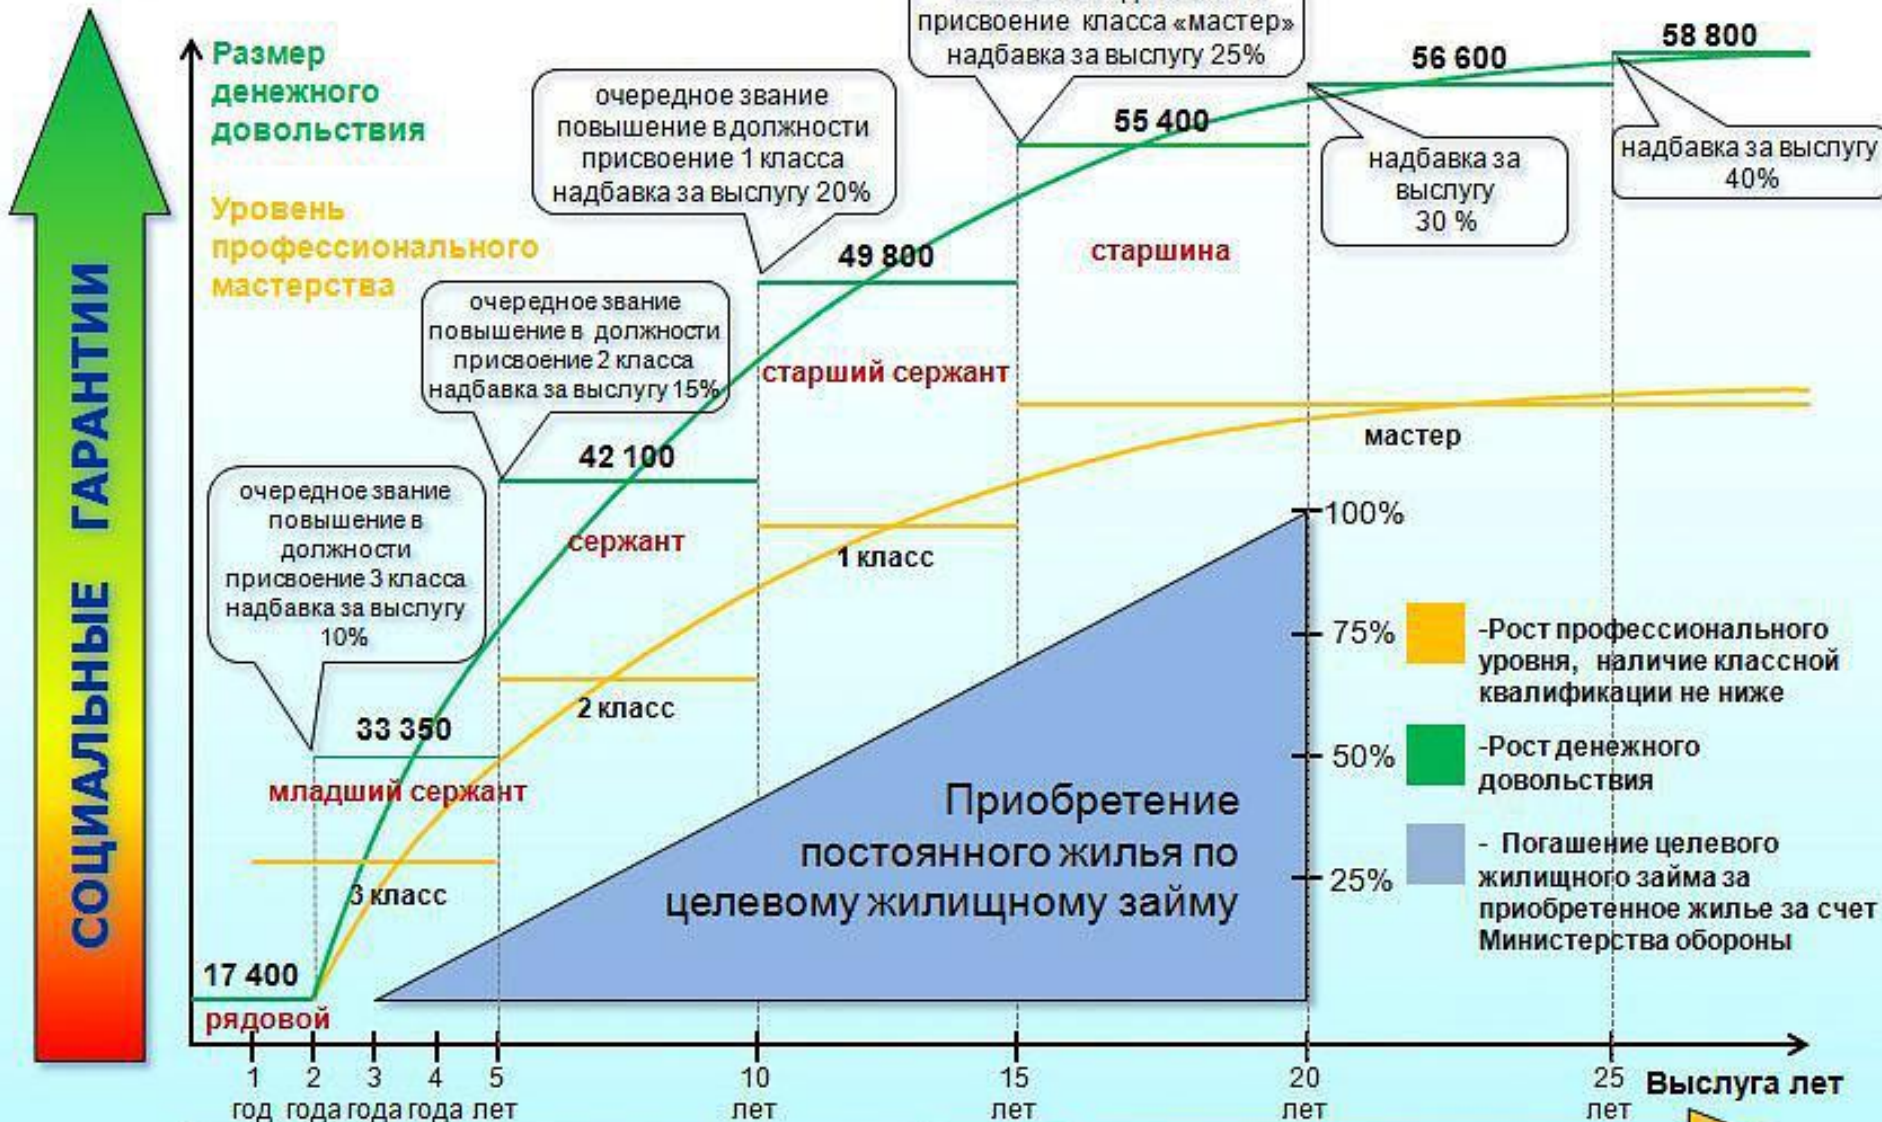 СОЦИАЛЬНЫЕ ГАРАНТИИ
Размер
денежного
довольствия
Уровень
профессионального
мастерства
присвоение класса «мастер»
надбавка за выслугу 25%
очередное звание
повышение в должности
присвоение 1 класса
надбавка за выслугу 20%
очередное звание
повышение в должности
присвоение 2 класса
надбавка за выслугу 15%
очередное звание
повышение в
должности
присвоение 3 класса
надбавка за выслугу
10%
надбавка за
выслугу
30 %
надбавка за выслугу
40%
17 400
33 350
42 100
49 800
55 400
56 600
58 800
рядовой
младший сержант
сержант
старший сержант
старшина
3 класс
2 класс
1 класс
мастер
Приобретение
постоянного жилья по
целевому жилищному займу
100%
75%
50%
25%
-Рост профессионального
уровня, наличие классной
квалификации не ниже
-Рост денежного
довольствия
- Погашение целевого
жилищного займа за
приобретенное жилье за счет
Министерства обороны
1 2 3 4 5 10 15 20 25
год года года года лет лет лет лет лет
Выслуга лет